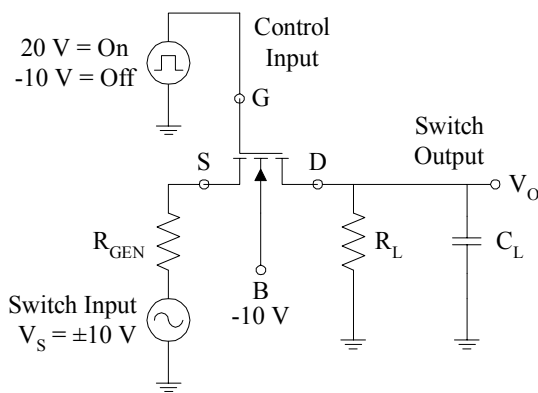 20 V = On
-10 V = Off
Control
Input
G
S
D
Switch
Output
V_O
R_GEN
R_L
C_L
B
-10 V
Switch Input
V_S = ±10 V